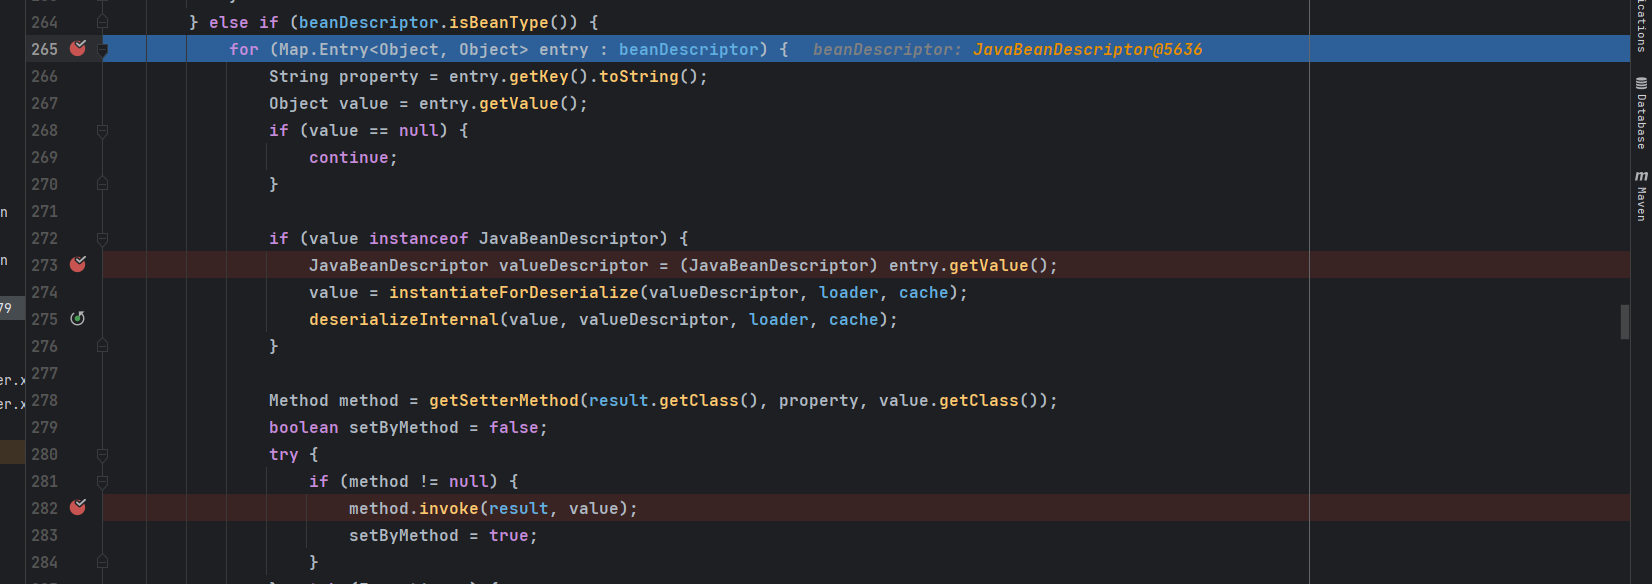 264 } else if (beanDescriptor.isBeanType()) {
265 for (Map.Entry<Object, Object> entry : beanDescriptor) { beanDescriptor: JavaBeanDescriptor@5636
266 String property = entry.getKey().toString();
267 Object value = entry.getValue();
268 if (value == null) {
269 continue;
270 }
271
272 if (value instanceof JavaBeanDescriptor) {
273 JavaBeanDescriptor valueDescriptor = (JavaBeanDescriptor) entry.getValue();
274 value = instantiateForDeserialize(valueDescriptor, loader, cache);
275 deserializeInternal(value, valueDescriptor, loader, cache);
276 }
277
278 Method method = getSetterMethod(result.getClass(), property, value.getClass());
279 boolean setByMethod = false;
280 try {
281 if (method != null) {
282 method.invoke(result, value);
283 setByMethod = true;
284 }
n
n
79
er.x
er.x
ications
Database
m Maven